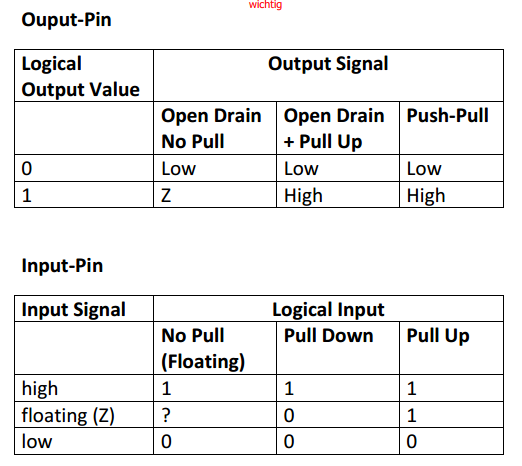 wichtig
Ouput-Pin
Logical Output Signal
Output Value
Open Drain Open Drain Push-Pull
No Pull + Pull Up
0 Low Low Low
1 Z High High
Input-Pin
Input Signal Logical Input
No Pull Pull Down Pull Up
(Floating)
high 1 1 1
floating (Z) ? 0 1
low 0 0 0